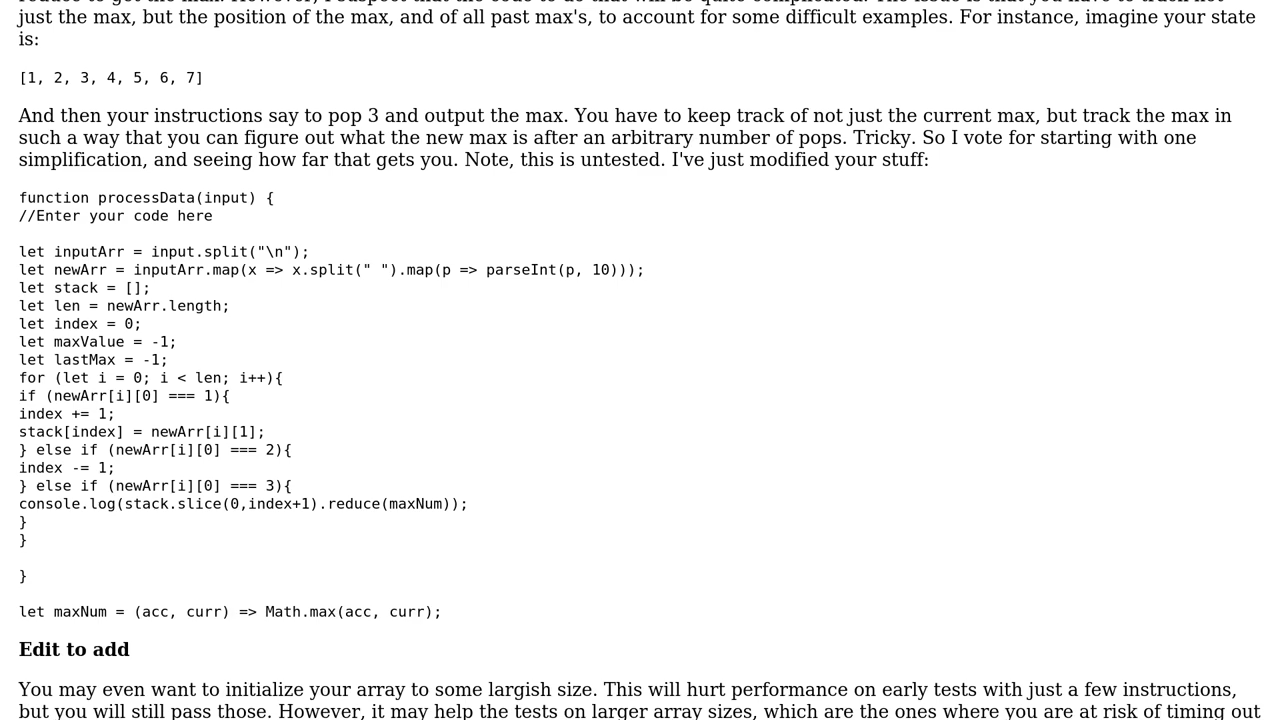 just the max, but the position of the max, and of all past max's, to account for some difficult examples. For instance, imagine your state
is:
[1, 2, 3, 4, 5, 6, 7]
And then your instructions say to pop 3 and output the max. You have to keep track of not just the current max, but track the max in
such a way that you can figure out what the new max is after an arbitrary number of pops. Tricky. So I vote for starting with one
simplification, and seeing how far that gets you. Note, this is untested. I've just modified your stuff:
function processData(input) {
//Enter your code here
let inputArr = input.split("\n");
let newArr = inputArr.map(x => x.split(" ").map(p => parseInt(p, 10)));
let stack = [];
let len = newArr.length;
let index = 0;
let maxValue = -1;
let lastMax = -1;
for (let i = 0; i < len; i++){
if (newArr[i][0] === 1){
index += 1;
stack[index] = newArr[i][1];
} else if (newArr[i][0] === 2){
index -= 1;
} else if (newArr[i][0] === 3){
console.log(stack.slice(0,index+1).reduce(maxNum));
}
}
}
let maxNum = (acc, curr) => Math.max(acc, curr);
Edit to add
You may even want to initialize your array to some largish size. This will hurt performance on early tests with just a few instructions,
but you will still pass those. However, it may help the tests on larger array sizes, which are the ones where you are at risk of timing out